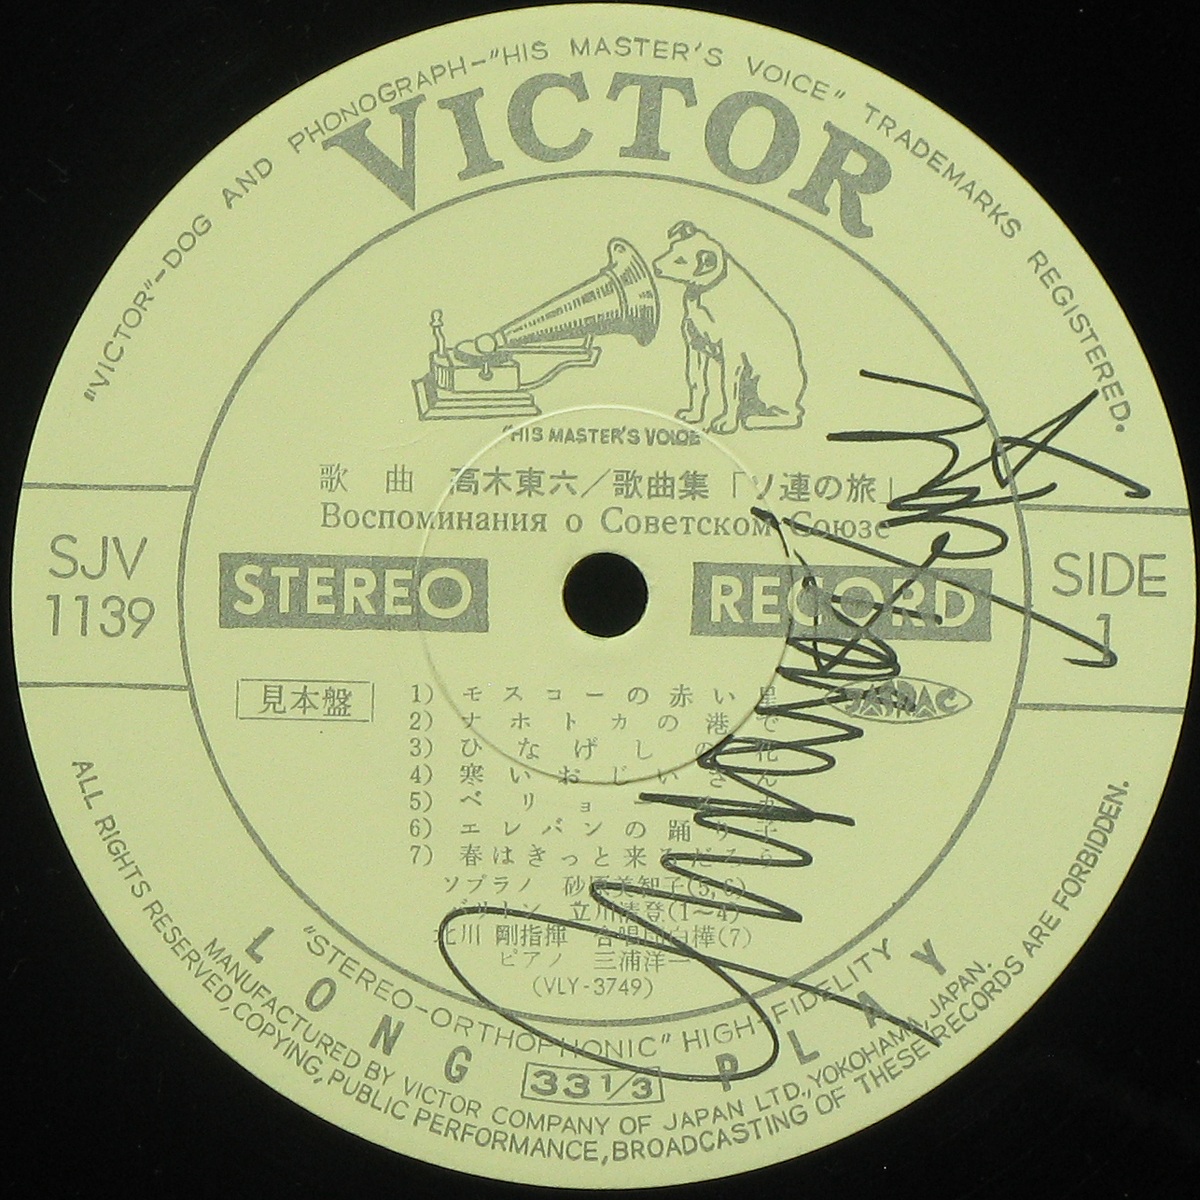 "VICTOR"-DOG AND PHONOGRAPH-"HIS MASTER'S VOICE" TRADEMARKS REGISTERED.
VICTOR
"HIS MASTER'S VOICE"
歌 曲 高木東六/歌曲集「ソ連の旅」
Воспоминания о Советском Союзе
SJV
1139
STEREO RECORD
SIDE
1
見本盤
JASRAC
1) モスコーの赤い星
2) ナホトカの港で
3) ひなげしの花
4) 寒いおじいさん
5) ベリョースカ
6) エレバンの踊り子
7) 春はきっと来るだろう
ソプラノ 砂原美智子(5,6)
バリトン 立川清登(1~4)
北川 剛指揮 合唱団白樺(7)
ピアノ 三浦洋一
(VLY-3749)
"STEREO-ORTHOPHONIC" HIGH-FIDELITY
LONG PLAY
33 1/3
MANUFACTURED BY VICTOR COMPANY OF JAPAN LTD., YOKOHAMA, JAPAN.
ALL RIGHTS RESERVED, COPYING, PUBLIC PERFORMANCE, BROADCASTING OF THESE RECORDS ARE FORBIDDEN.